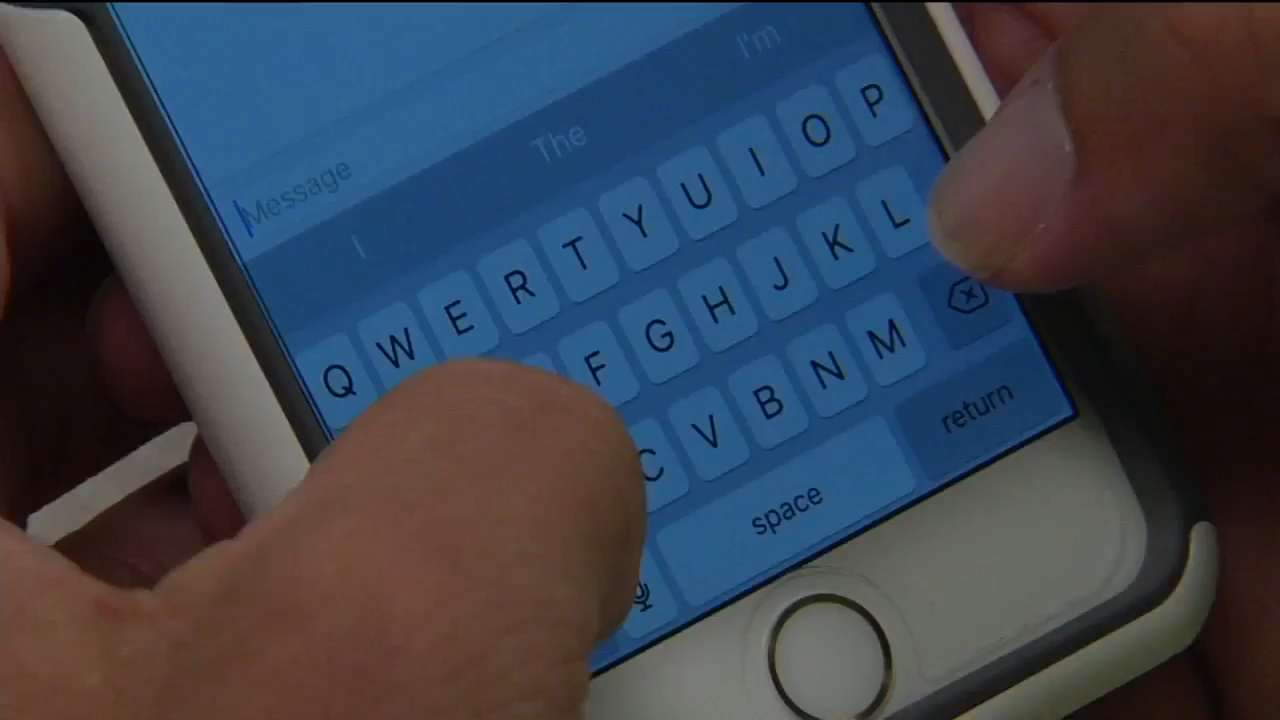 Message
I The I'm
Q W E R T Y U I O P
F G H J K L
C V B N M
space return